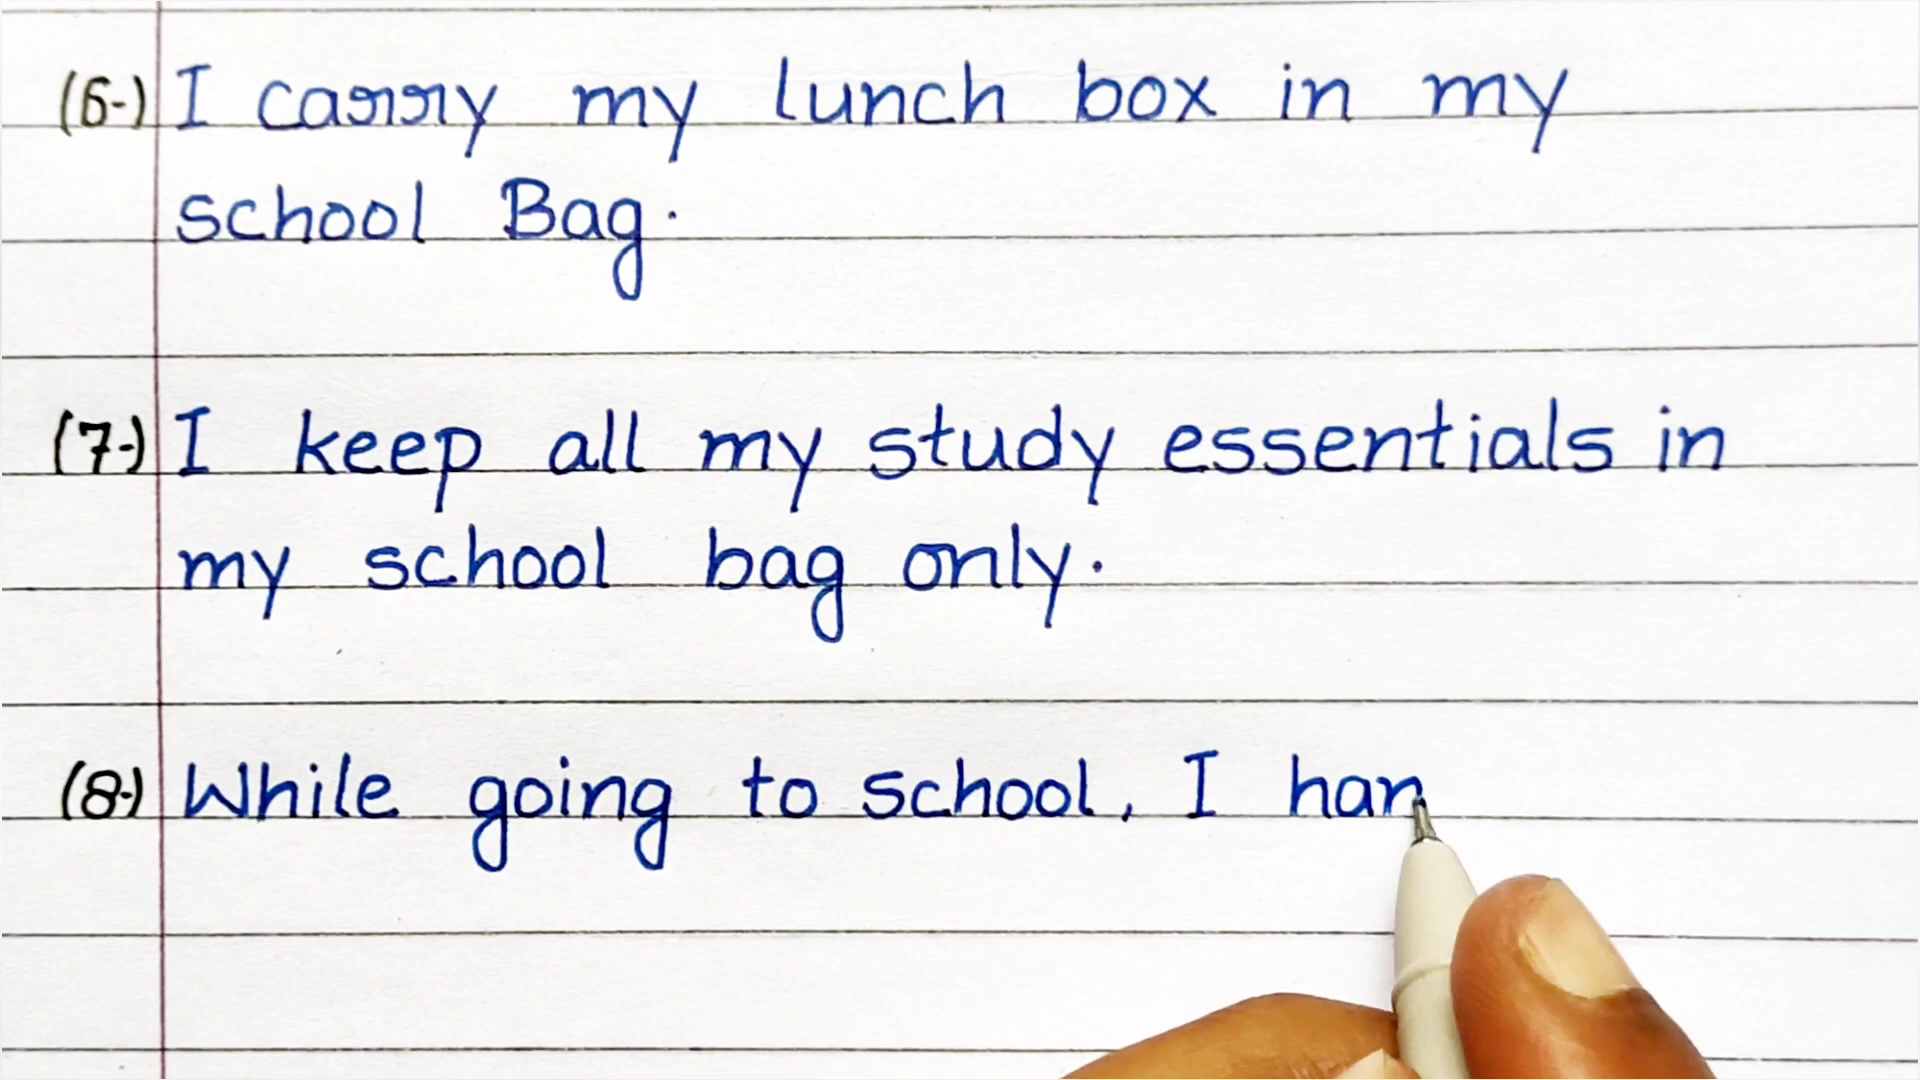 (6-) I carry my lunch box in my
school Bag.
(7-) I keep all my study essentials in
my school bag only.
(8-) While going to school, I han